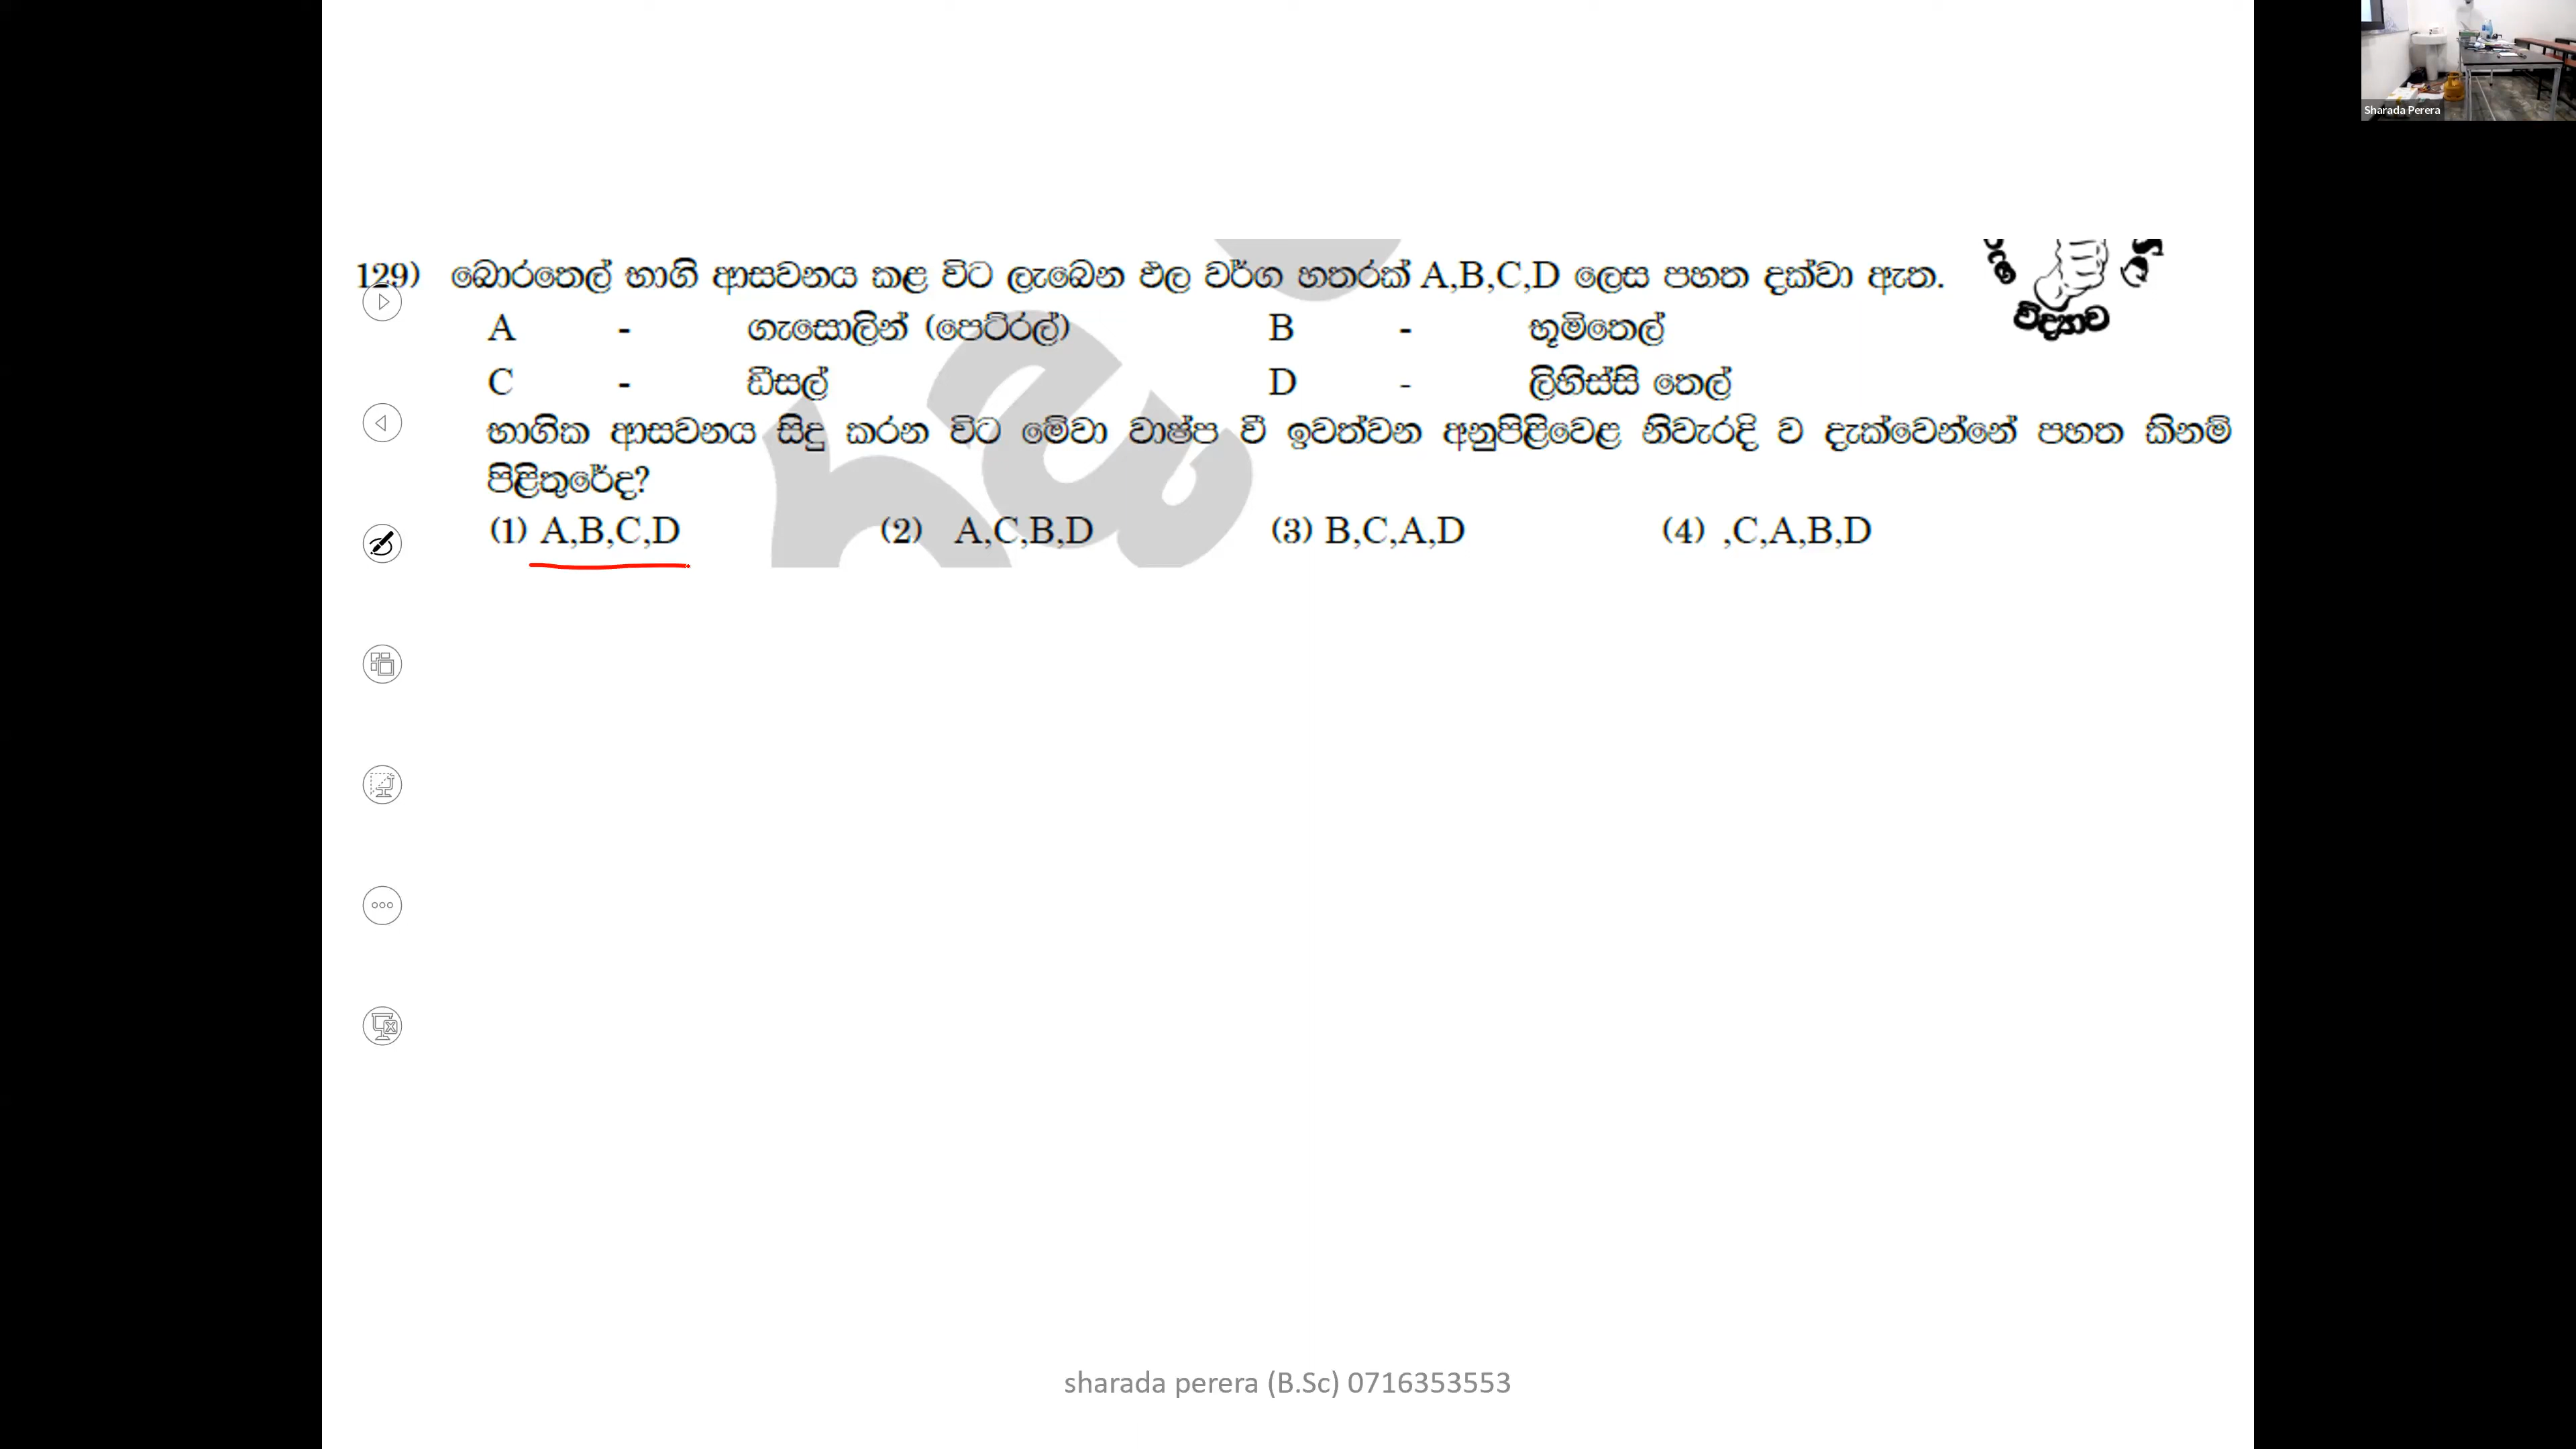 Sharada Perera
129) බොරතෙල් භාගි ආසවනය කළ විට ලැබෙන ඵල වර්ග හතරක් A,B,C,D ලෙස පහත දක්වා ඇත.
විද්‍යාව
A - ගැසොලින් (පෙට්රල්) B - භූමිතෙල්
C - ඩීසල් D - ලිහිස්සි තෙල්
භාගික ආසවනය සිදු කරන විට මේවා වාෂ්ප වී ඉවත්වන අනුපිළිවෙළ නිවැරදි ව දැක්වෙන්නේ පහත කිනම්
පිළිතුරේද?
(1) A,B,C,D (2) A,C,B,D (3) B,C,A,D (4) ,C,A,B,D
sharada perera (B.Sc) 0716353553